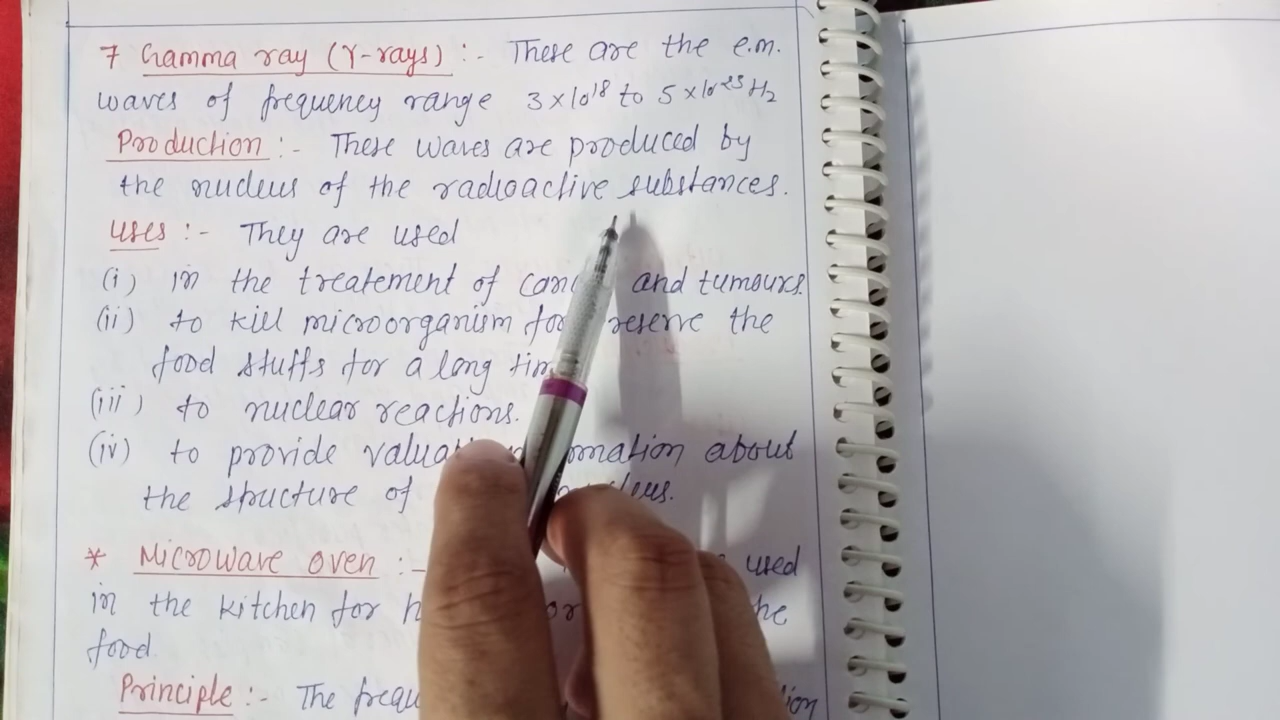 7 Gamma ray (γ-rays) :- These are the e.m.
waves of frequency range 3×10¹⁸ to 5×10²³ Hz
Production :- These waves are produced by
the nucleus of the radioactive substances.
Uses :- They are used
(i) in the treatement of and tumours.
(ii) to kill microorganism for reserve the
food stuffs for a long
(iii) to nuclear reactions.
(iv) to provide about
the structure of
* Microwave oven :- used
in the kitchen for
food.
Principle :- The